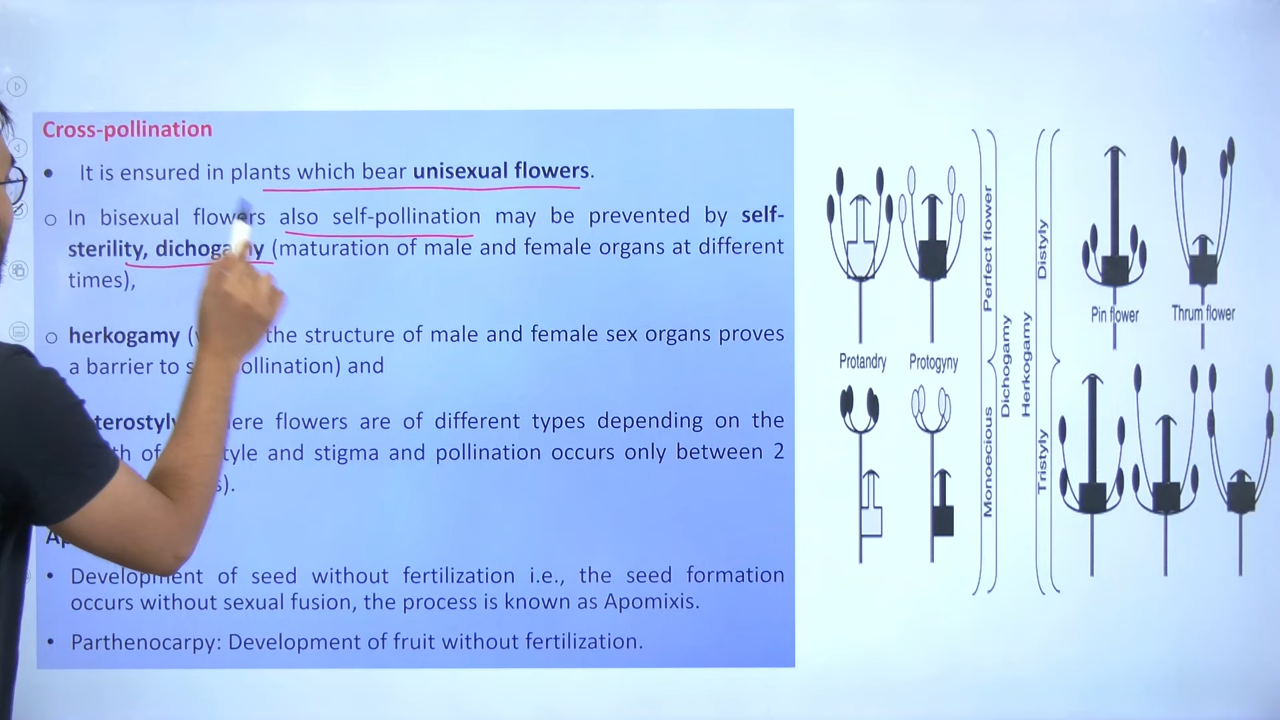 Cross-pollination
• It is ensured in plants which bear unisexual flowers.
o In bisexual flowers also self-pollination may be prevented by self-
sterility, dichogamy (maturation of male and female organs at different
times),
o herkogamy ( the structure of male and female sex organs proves
a barrier to ollination) and
terostyly ere flowers are of different types depending on the
th of tyle and stigma and pollination occurs only between 2
s).
• Development of seed without fertilization i.e., the seed formation
occurs without sexual fusion, the process is known as Apomixis.
• Parthenocarpy: Development of fruit without fertilization.
Protandry
Protogyny
Perfect flower
Monoecious
Dichogamy
Herkogamy
Distyly
Tristyly
Pin flower
Thrum flower